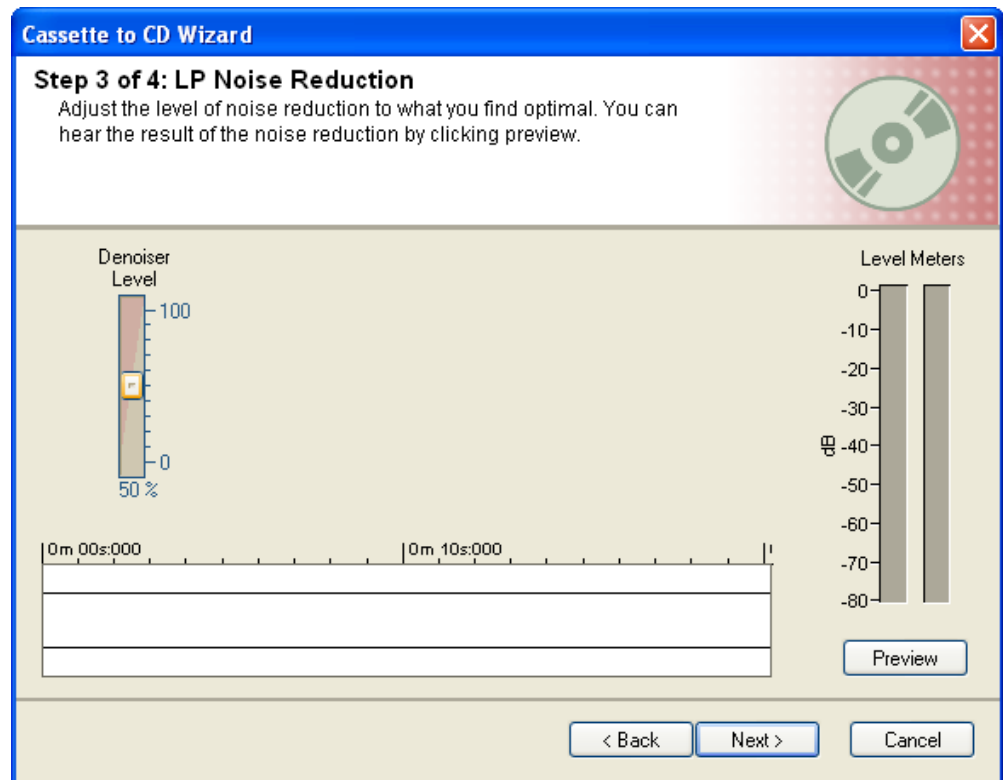 Cassette to CD Wizard
Step 3 of 4: LP Noise Reduction
Adjust the level of noise reduction to what you find optimal. You can
hear the result of the noise reduction by clicking preview.
Denoiser
Level
100
0
50 %
Level Meters
0
-10
-20
-30
dB
-40
-50
-60
-70
-80
0m 00s:000
0m 10s:000
Preview
< Back
Next >
Cancel